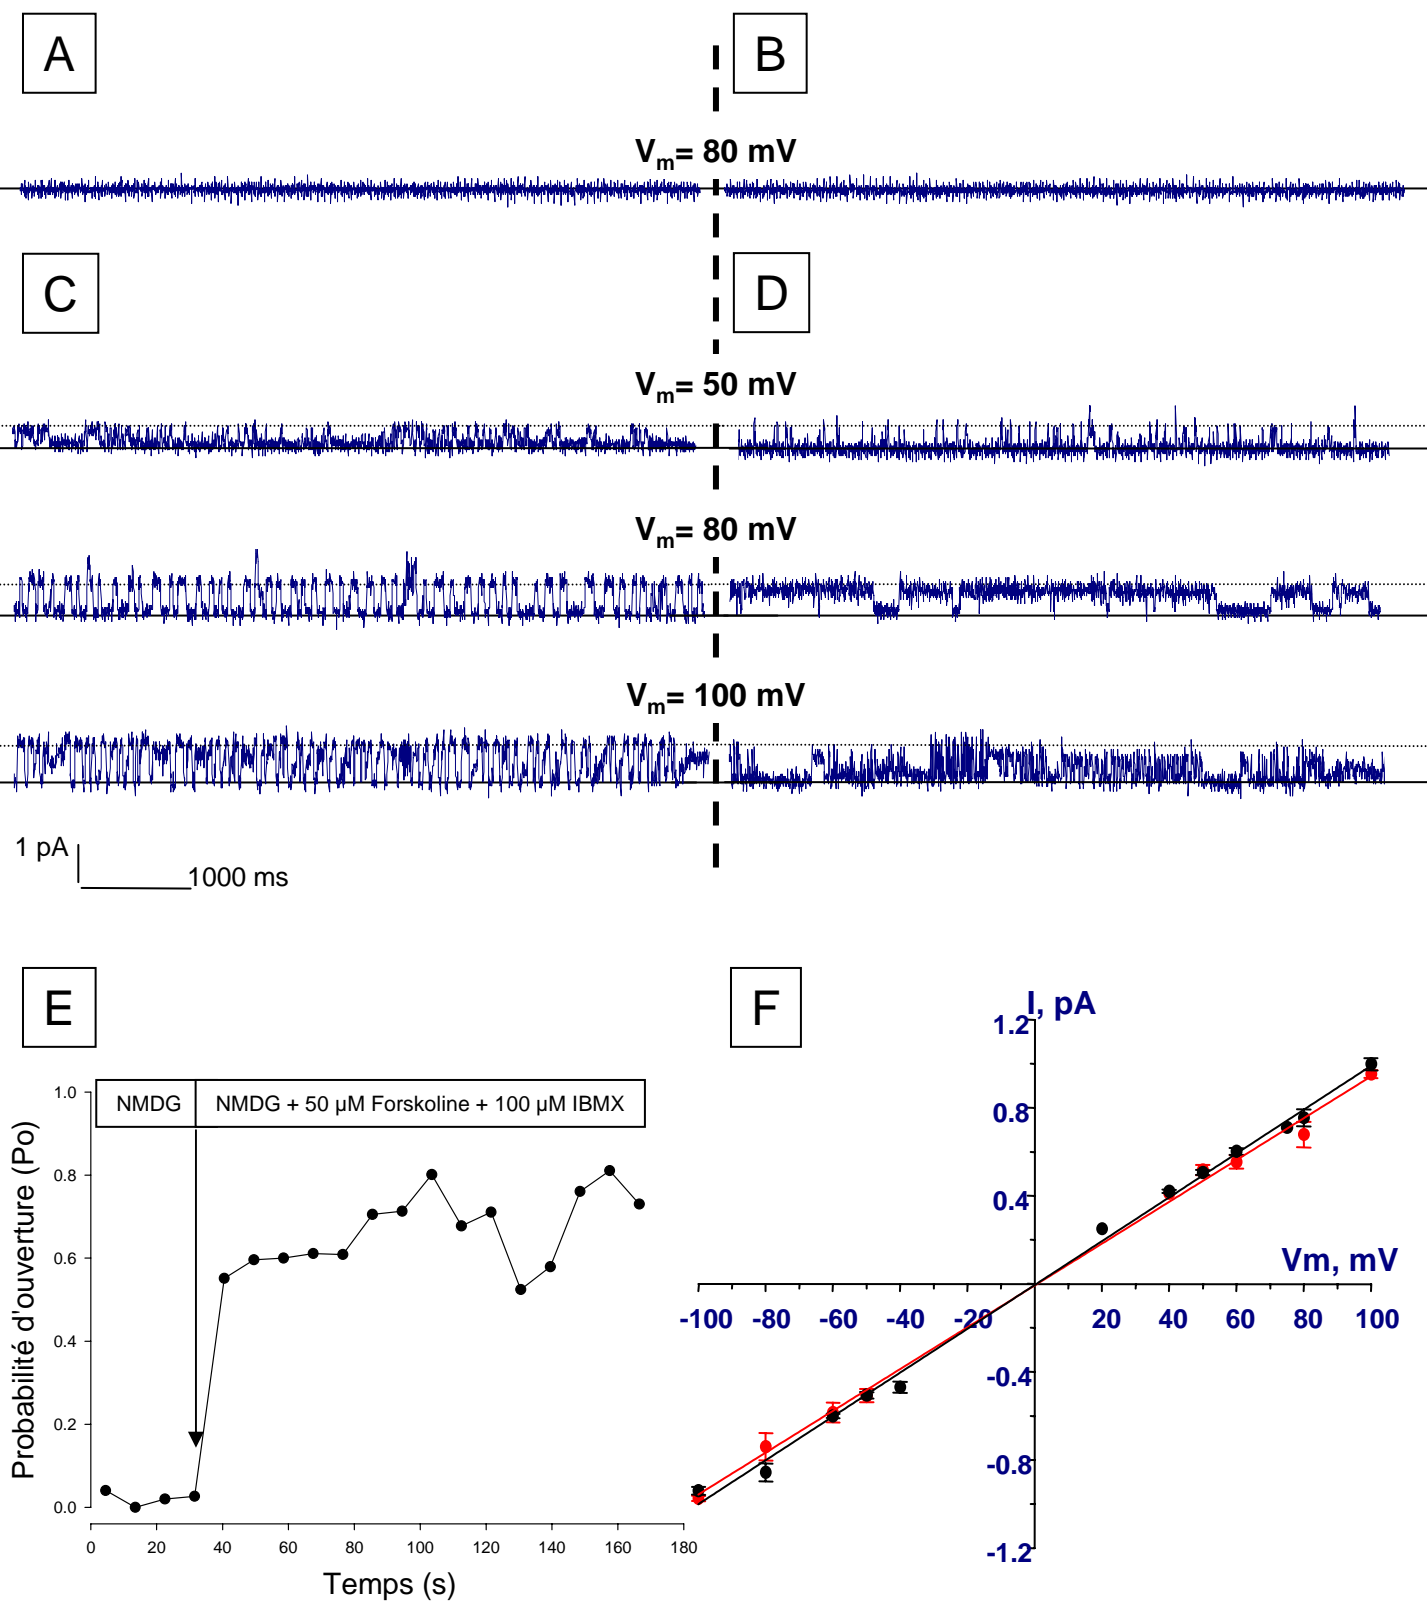 A
B
Vm= 80 mV
C
D
Vm= 50 mV
Vm= 80 mV
Vm= 100 mV
1 pA
1000 ms
E
F
NMDG
NMDG + 50 µM Forskoline + 100 µM IBMX
Probabilité d'ouverture (Po)
1.0
0.8
0.6
0.4
0.2
0.0
0 20 40 60 80 100 120 140 160 180
Temps (s)
I, pA
1.2
0.8
0.4
Vm, mV
-100 -80 -60 -40 -20 20 40 60 80 100
-0.4
-0.8
-1.2